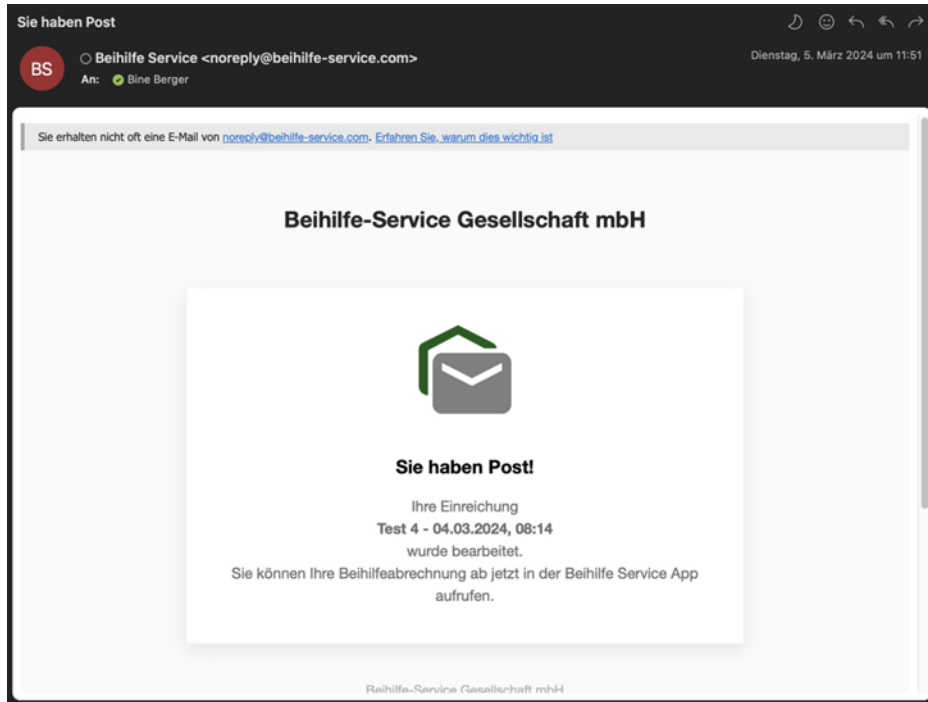 Sie haben Post
BS
Beihilfe Service <noreply@beihilfe-service.com>
Dienstag, 5. März 2024 um 11:51
An: Bine Berger
Sie erhalten nicht oft eine E-Mail von noreply@beihilfe-service.com. Erfahren Sie, warum dies wichtig ist
Beihilfe-Service Gesellschaft mbH
Sie haben Post!
Ihre Einreichung
Test 4 - 04.03.2024, 08:14
wurde bearbeitet.
Sie können Ihre Beihilfeabrechnung ab jetzt in der Beihilfe Service App
aufrufen.
Beihilfe-Service Gesellschaft mbH